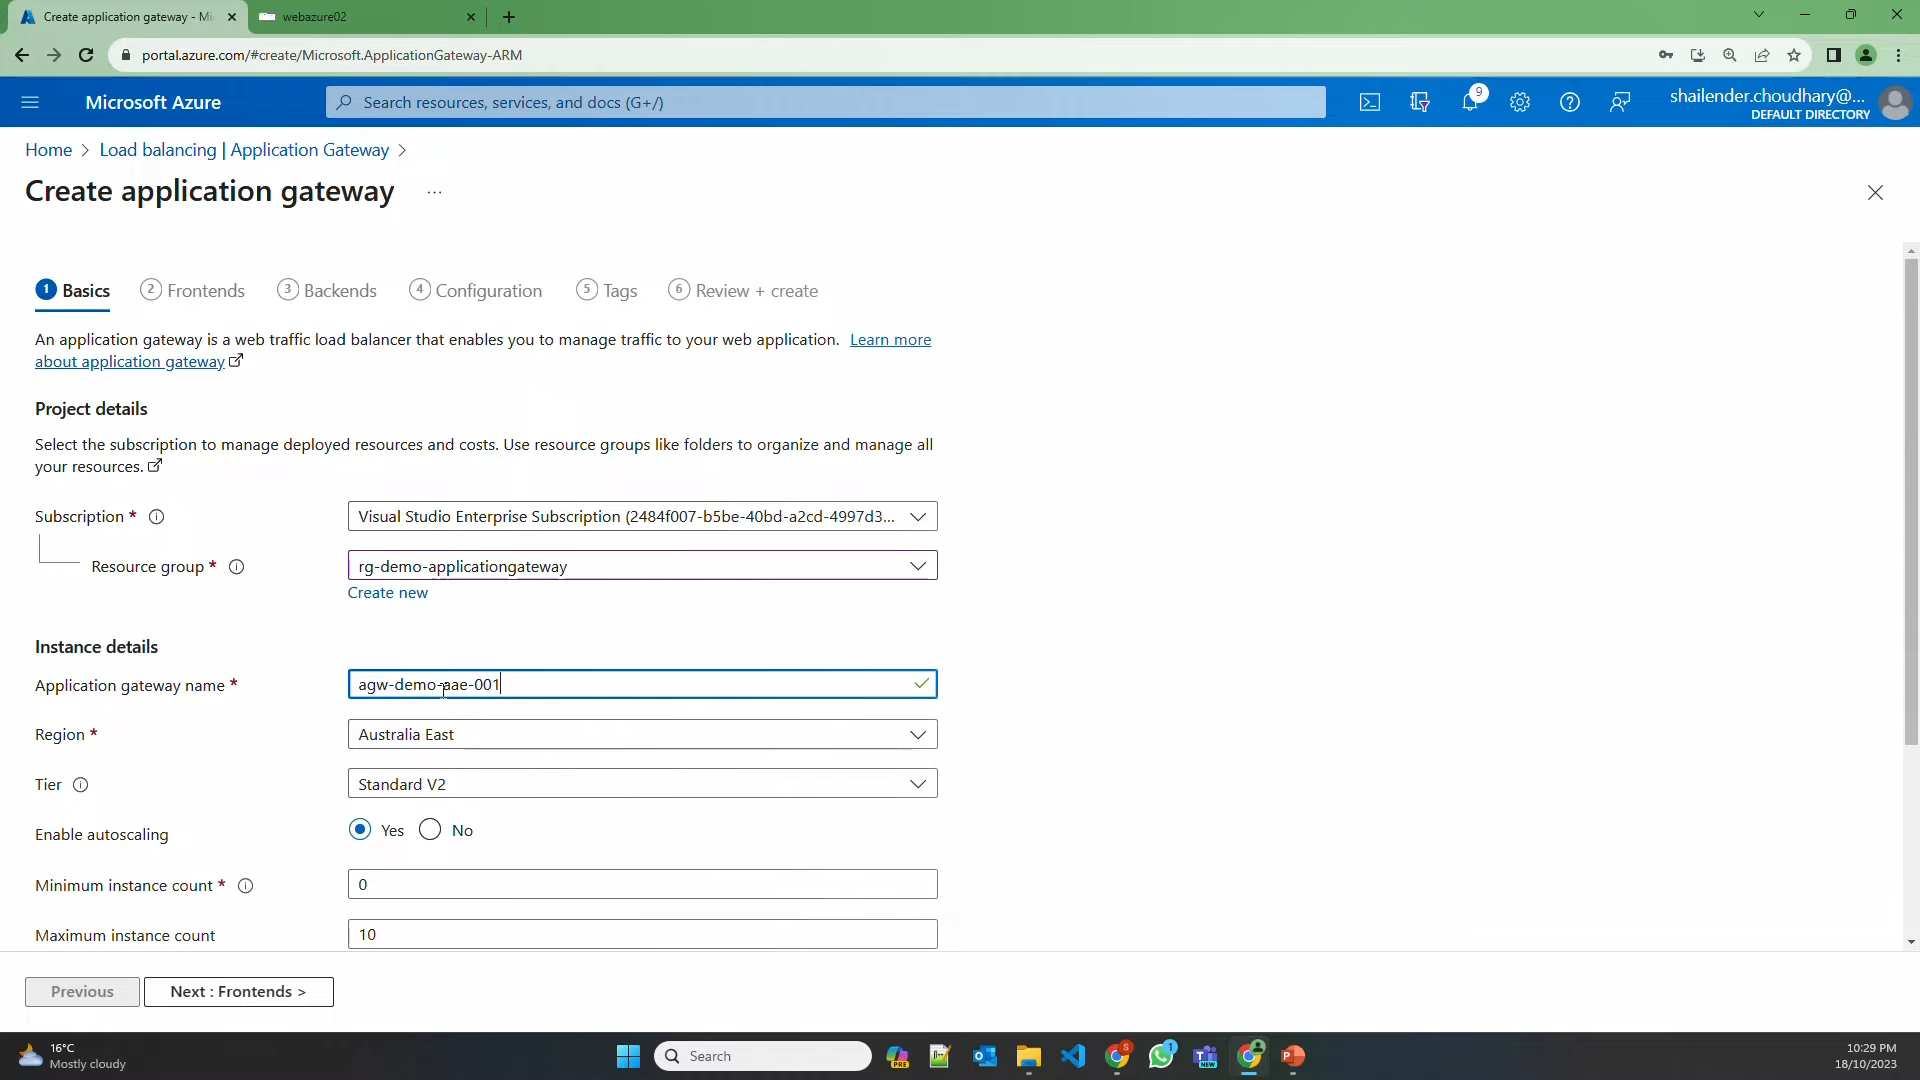 Create application gateway - Mi
webazure02
portal.azure.com/#create/Microsoft.ApplicationGateway-ARM
Microsoft Azure
Search resources, services, and docs (G+/)
9
shailender.choudhary@...
DEFAULT DIRECTORY
Home > Load balancing | Application Gateway >
Create application gateway ...
1 Basics 2 Frontends 3 Backends 4 Configuration 5 Tags 6 Review + create
An application gateway is a web traffic load balancer that enables you to manage traffic to your web application. Learn more
about application gateway
Project details
Select the subscription to manage deployed resources and costs. Use resource groups like folders to organize and manage all
your resources.
Subscription *
Visual Studio Enterprise Subscription (2484f007-b5be-40bd-a2cd-4997d3...
Resource group *
rg-demo-applicationgateway
Create new
Instance details
Application gateway name *
agw-demo-aae-001
Region *
Australia East
Tier
Standard V2
Enable autoscaling
Yes No
Minimum instance count *
0
Maximum instance count
10
Previous
Next : Frontends >
16°C
Mostly cloudy
Search
PRE
S
1
NEW
10:29 PM
18/10/2023